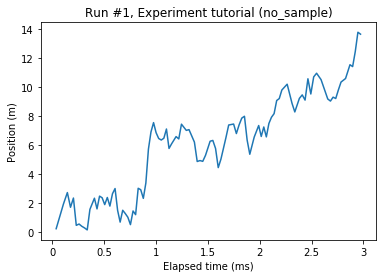 Run #1, Experiment tutorial (no_sample)
Position (m)
14
12
10
8
6
4
2
0
0 0.5 1 1.5 2 2.5 3
Elapsed time (ms)